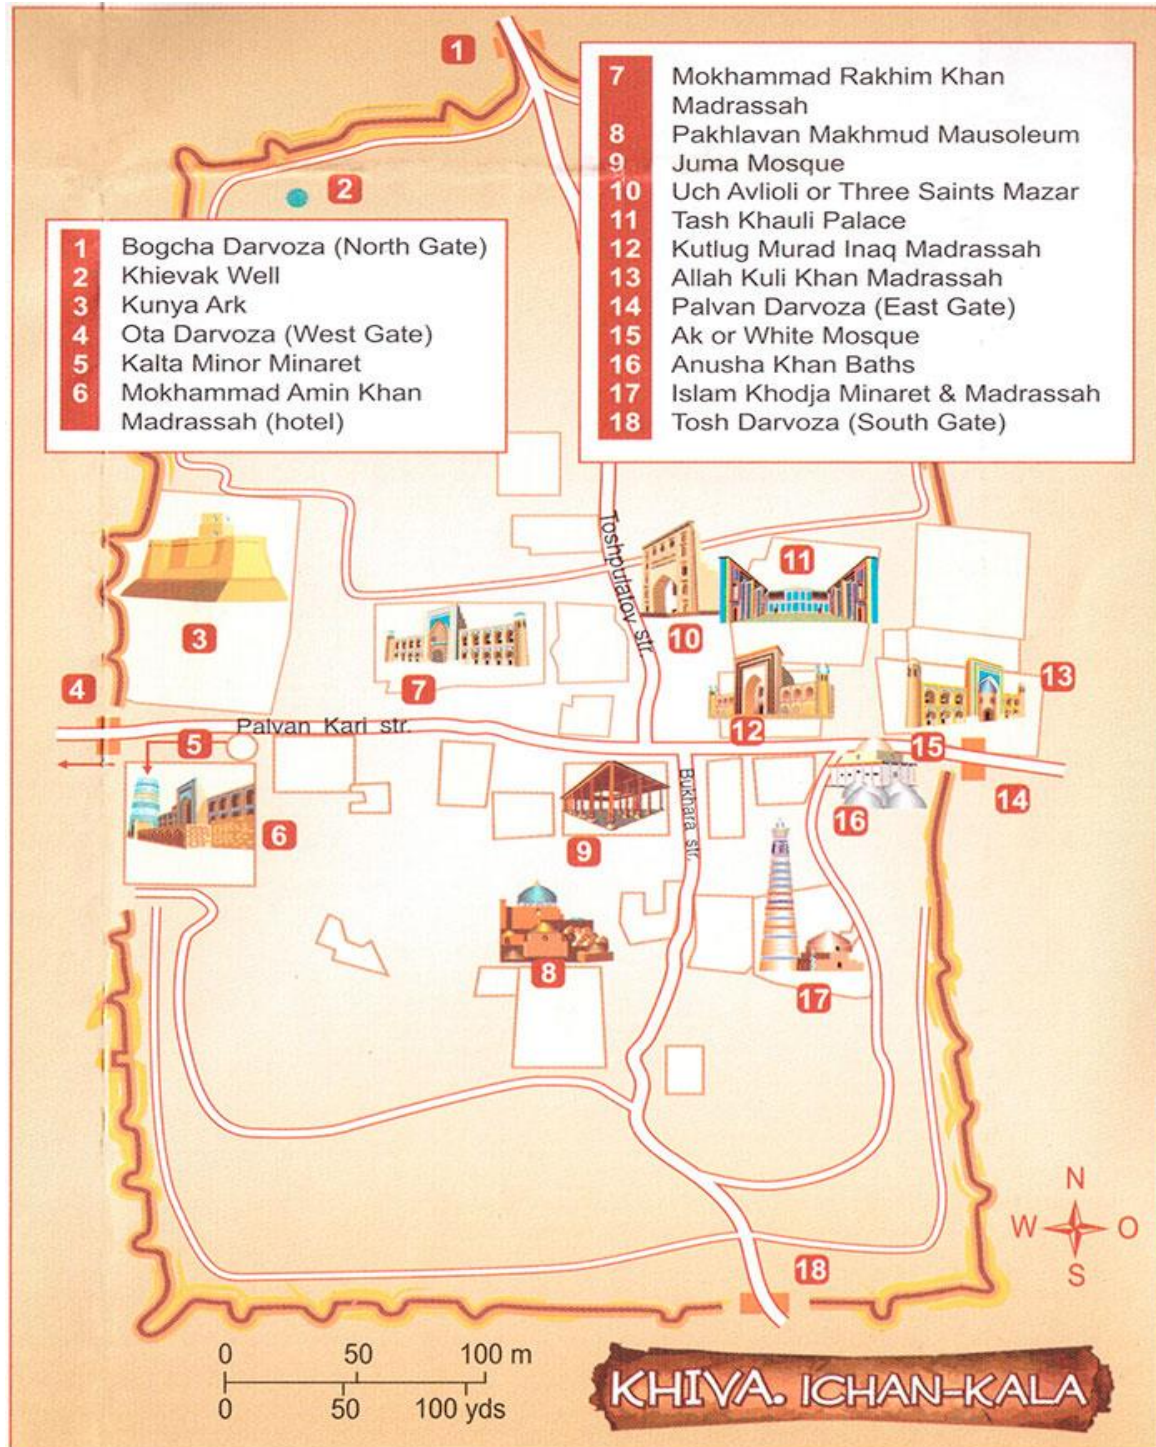 1
7 Mokhammad Rakhim Khan
Madrassah
8 Pakhlavan Makhmud Mausoleum
9 Juma Mosque
10 Uch Avlioli or Three Saints Mazar
11 Tash Khauli Palace
12 Kutlug Murad Inaq Madrassah
13 Allah Kuli Khan Madrassah
14 Palvan Darvoza (East Gate)
15 Ak or White Mosque
16 Anusha Khan Baths
17 Islam Khodja Minaret & Madrassah
18 Tosh Darvoza (South Gate)
2
1 Bogcha Darvoza (North Gate)
2 Khievak Well
3 Kunya Ark
4 Ota Darvoza (West Gate)
5 Kalta Minor Minaret
6 Mokhammad Amin Khan
Madrassah (hotel)
Toshpulatov str.
11
3
10
7
4
13
12
Palvan Kari str.
5
15
14
Bukhara str.
16
6
9
8
17
N
W O
S
18
0 50 100 m
0 50 100 yds
KHIVA. ICHAN-KALA